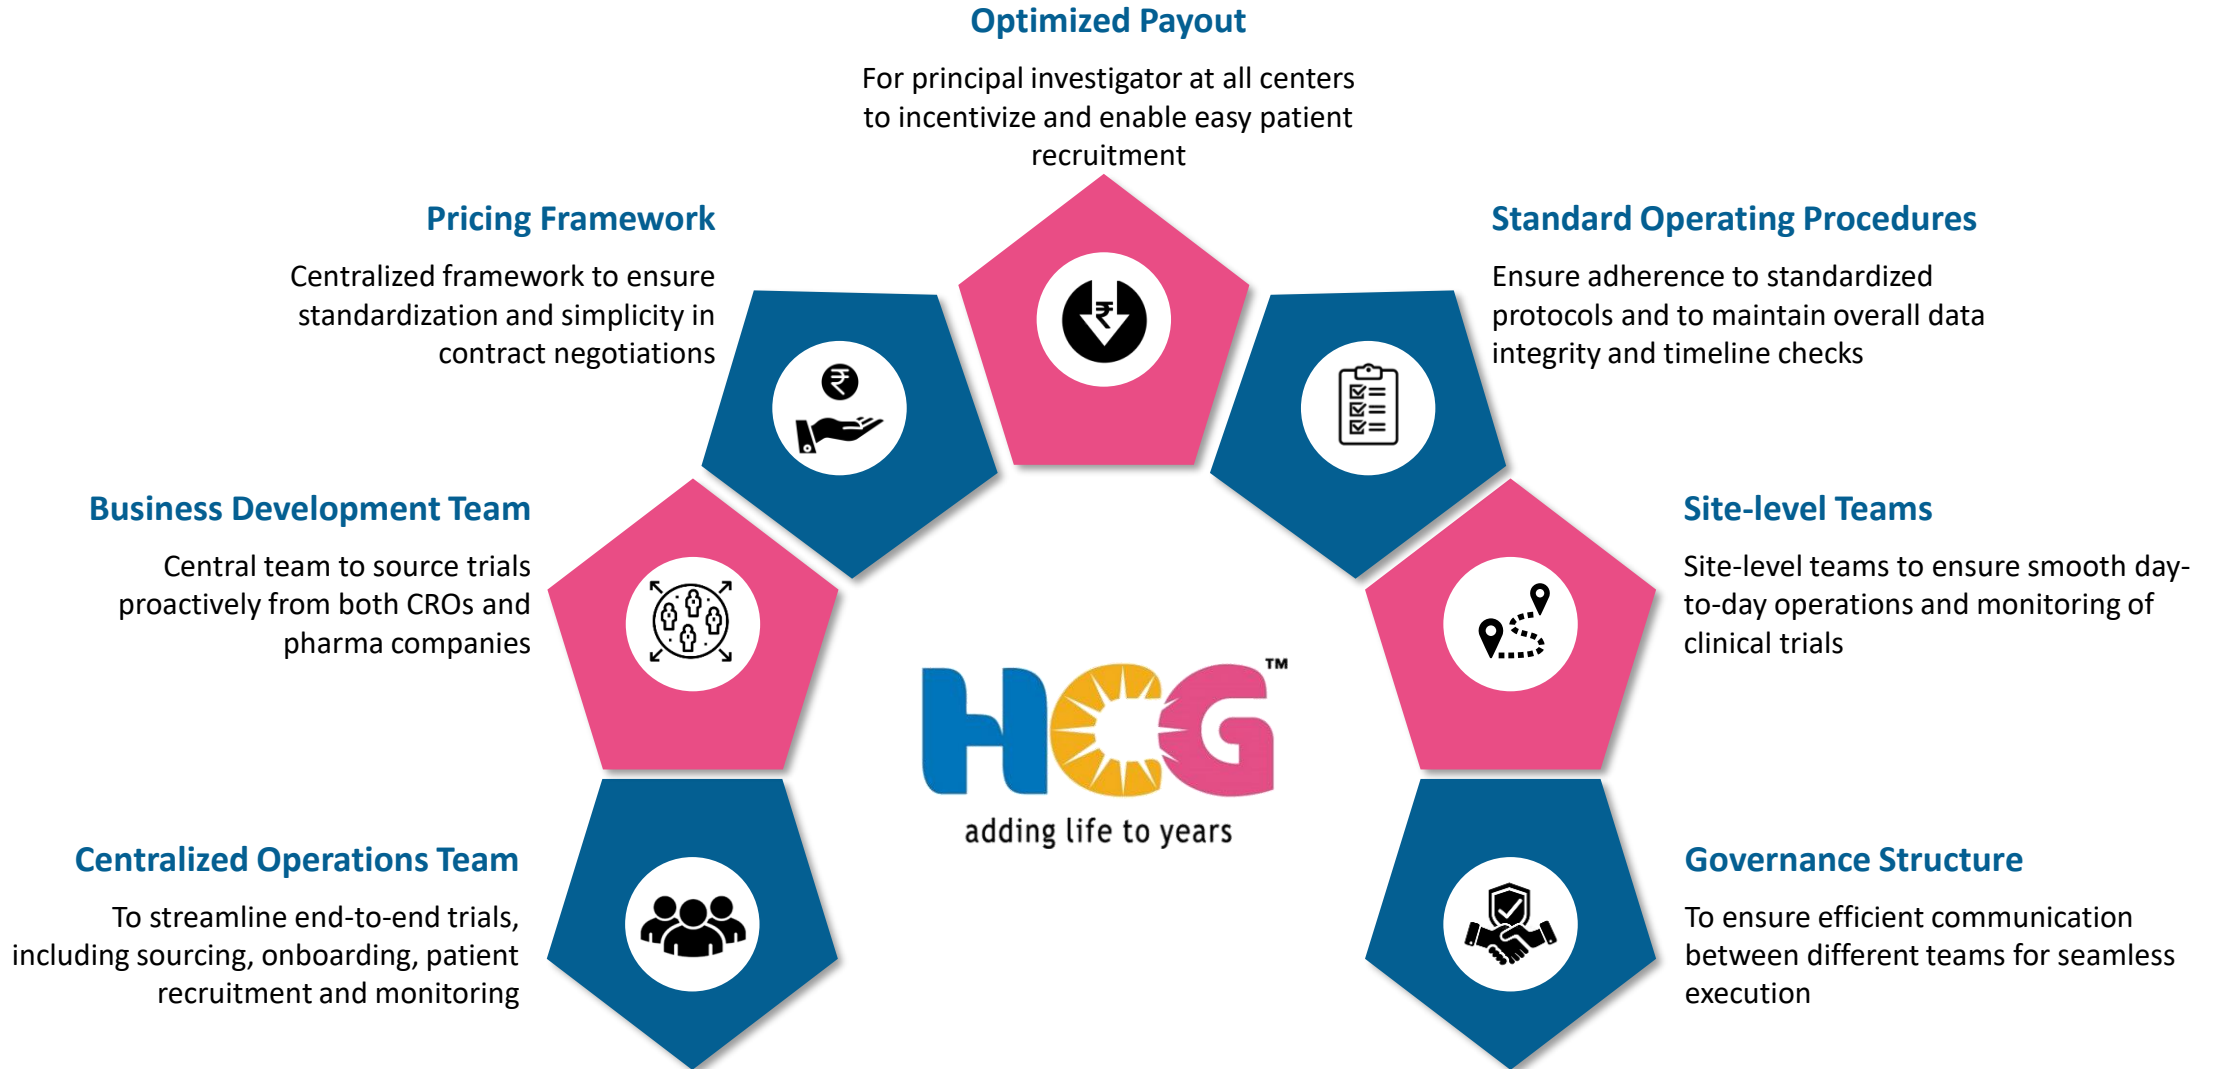 Optimized Payout
For principal investigator at all centers
to incentivize and enable easy patient
recruitment
Pricing Framework
Centralized framework to ensure
standardization and simplicity in
contract negotiations
Standard Operating Procedures
Ensure adherence to standardized
protocols and to maintain overall data
integrity and timeline checks
Business Development Team
Central team to source trials
proactively from both CROs and
pharma companies
Site-level Teams
Site-level teams to ensure smooth day-
to-day operations and monitoring of
clinical trials
HCG™
adding life to years
Centralized Operations Team
To streamline end-to-end trials,
including sourcing, onboarding, patient
recruitment and monitoring
Governance Structure
To ensure efficient communication
between different teams for seamless
execution
₹
₹